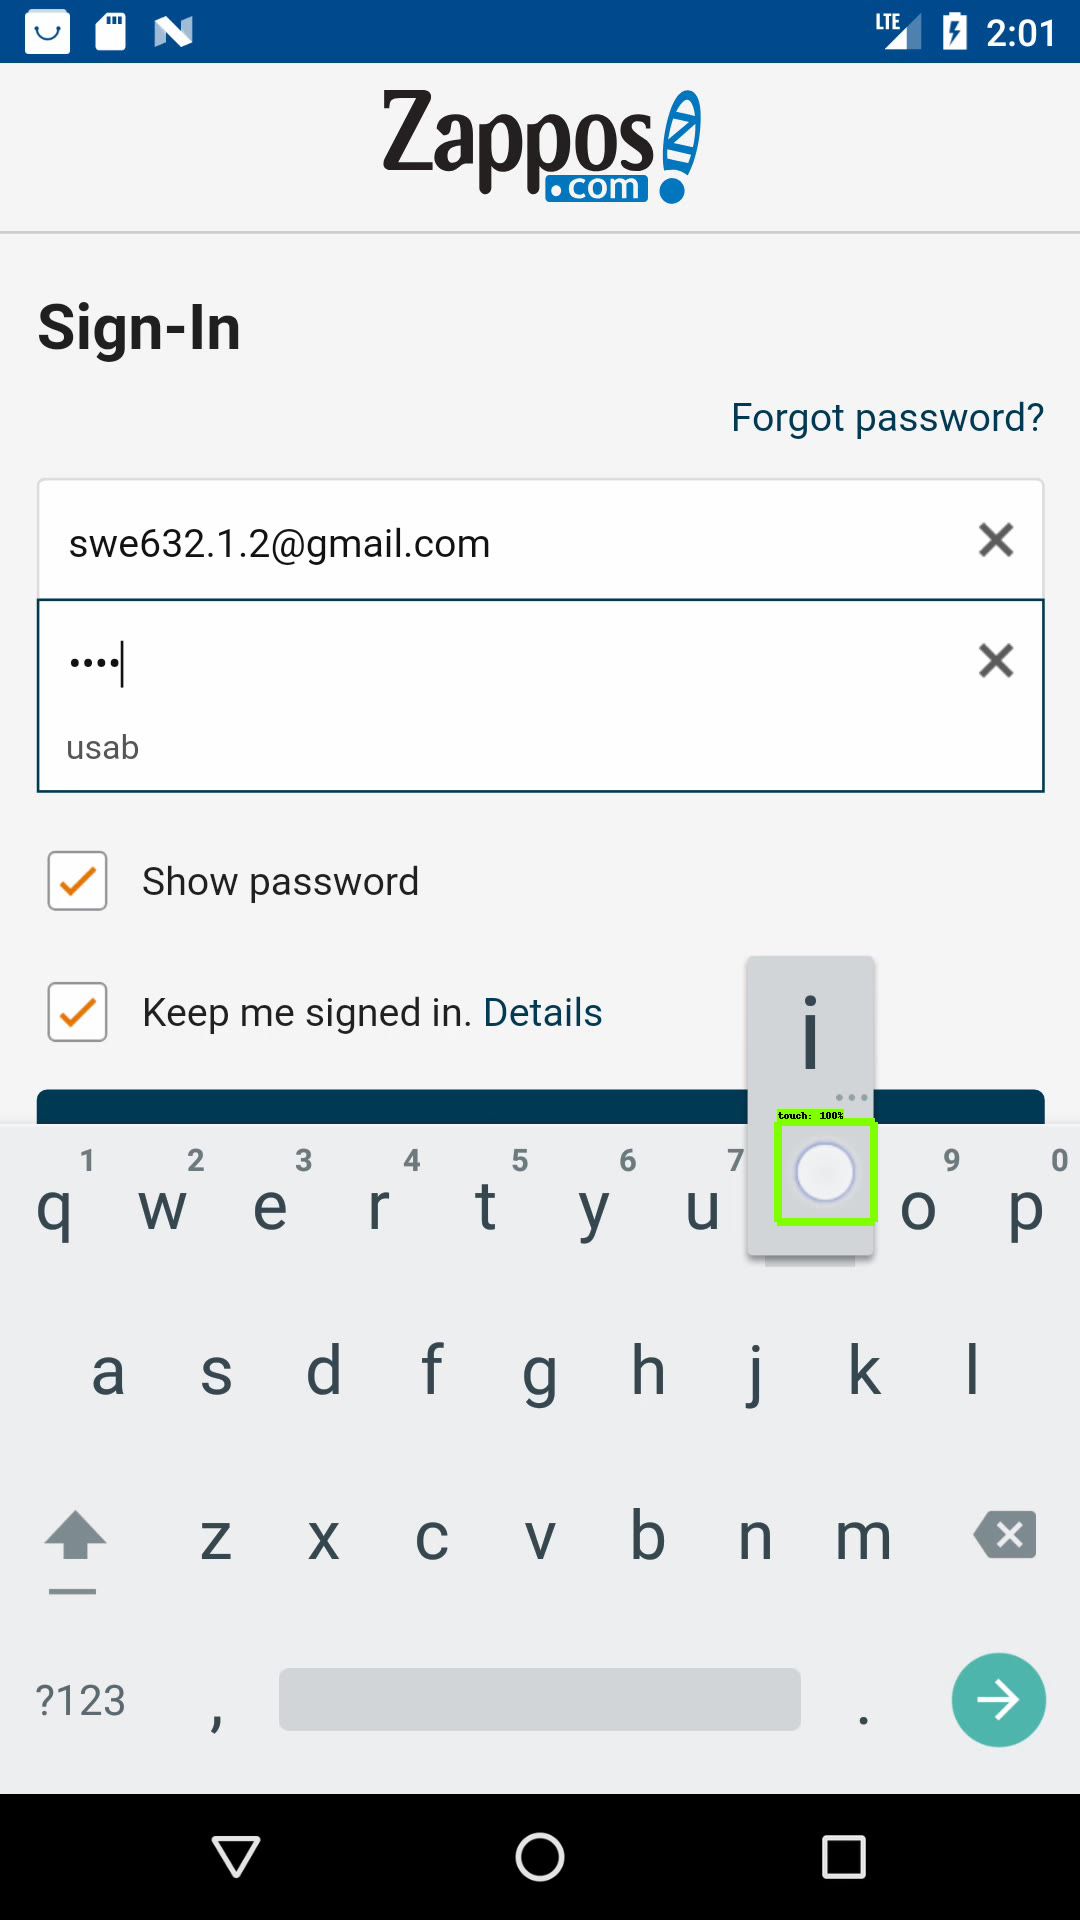 LTE 2:01
Zappos
.com
Sign-In
Forgot password?
swe632.1.2@gmail.com
••••
usab
Show password
Keep me signed in. Details
i
...
touch: 100%
1 2 3 4 5 6 7 9 0
q w e r t y u o p
a s d f g h j k l
z x c v b n m
?123 , .